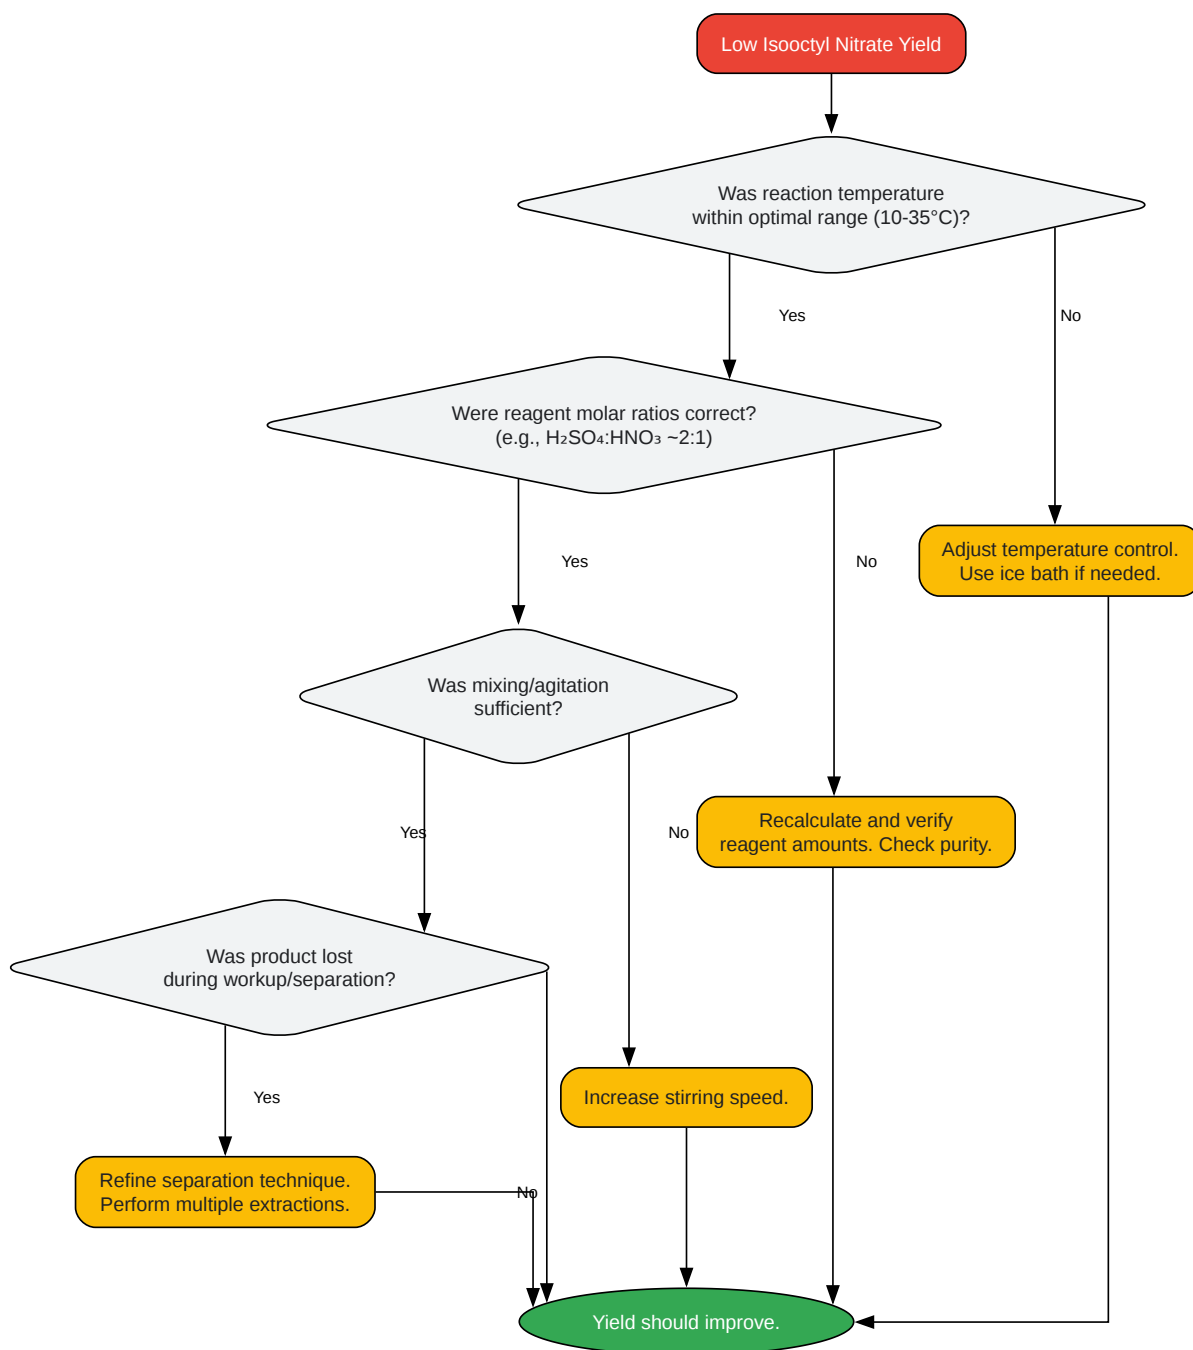 Low Isooctyl Nitrate Yield
Was reaction temperature
within optimal range (10-35°C)?
Yes
No
Were reagent molar ratios correct?
(e.g., H₂SO₄:HNO₃ ~2:1)
Adjust temperature control.
Use ice bath if needed.
Yes
No
Was mixing/agitation
sufficient?
Yes
No
Recalculate and verify
reagent amounts. Check purity.
Was product lost
during workup/separation?
Yes
Increase stirring speed.
Refine separation technique.
Perform multiple extractions.
No
Yield should improve.